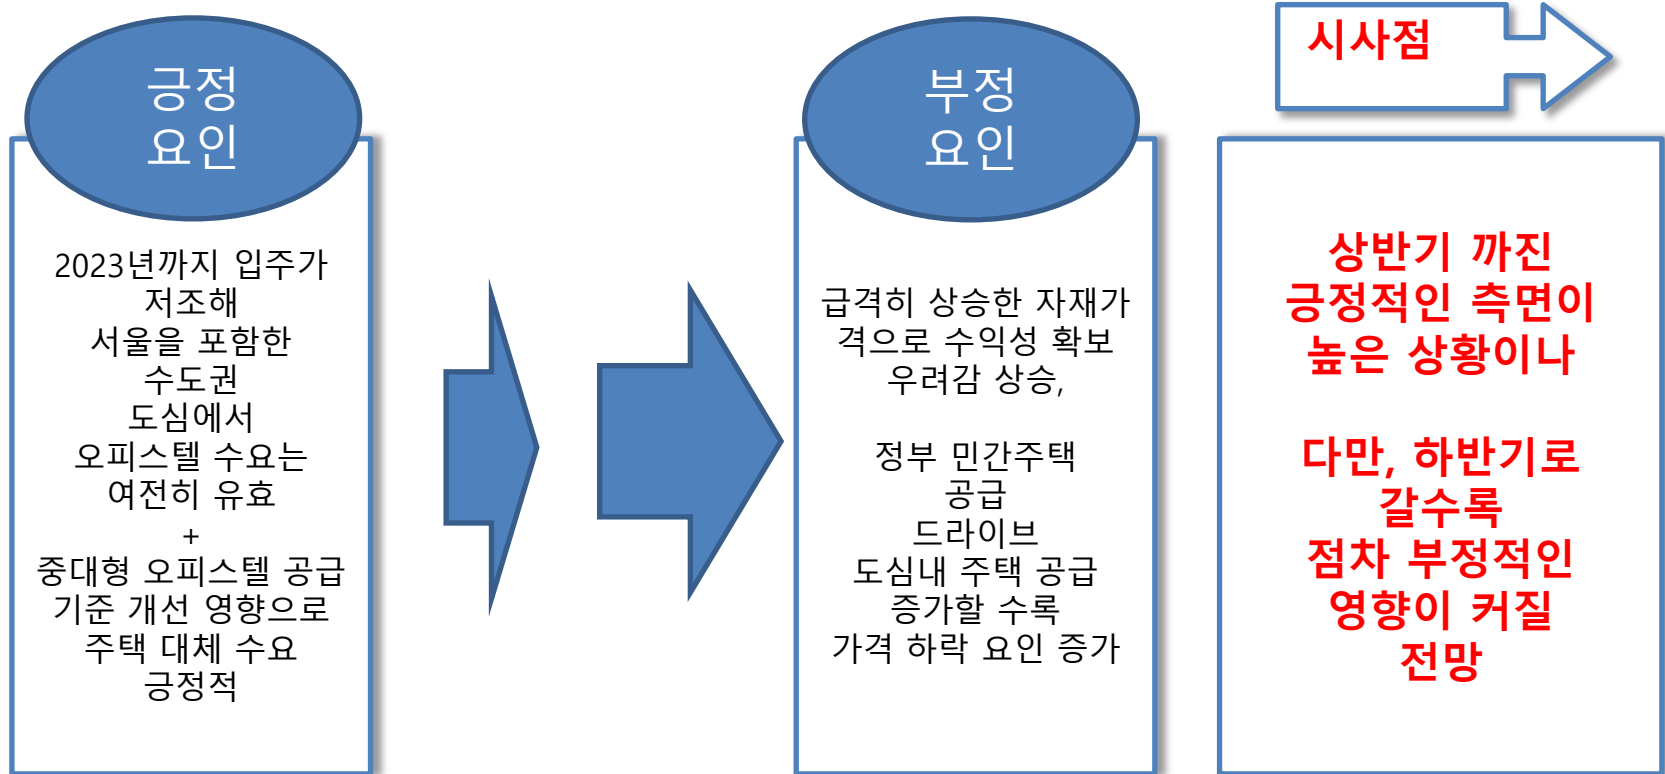 긍정
요인
2023년까지 입주가
저조해
서울을 포함한
수도권
도심에서
오피스텔 수요는
여전히 유효
+
중대형 오피스텔 공급
기준 개선 영향으로
주택 대체 수요
긍정적
부정
요인
급격히 상승한 자재가
격으로 수익성 확보
우려감 상승,
정부 민간주택
공급
드라이브
도심내 주택 공급
증가할 수록
가격 하락 요인 증가
시사점
상반기 까진
긍정적인 측면이
높은 상황이나
다만, 하반기로
갈수록
점차 부정적인
영향이 커질
전망